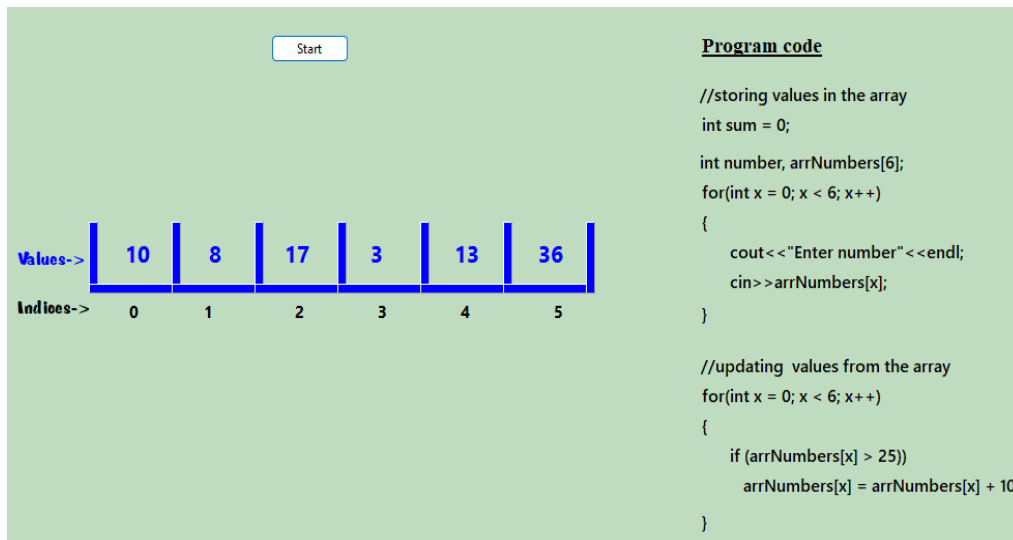 Start
Values-> 10 8 17 3 13 36
Indices-> 0 1 2 3 4 5
Program code
//storing values in the array
int sum = 0;
int number, arrNumbers[6];
for(int x = 0; x < 6; x++)
{
cout<<"Enter number"<<endl;
cin>>arrNumbers[x];
}
//updating values from the array
for(int x = 0; x < 6; x++)
{
if (arrNumbers[x] > 25))
arrNumbers[x] = arrNumbers[x] + 10
}